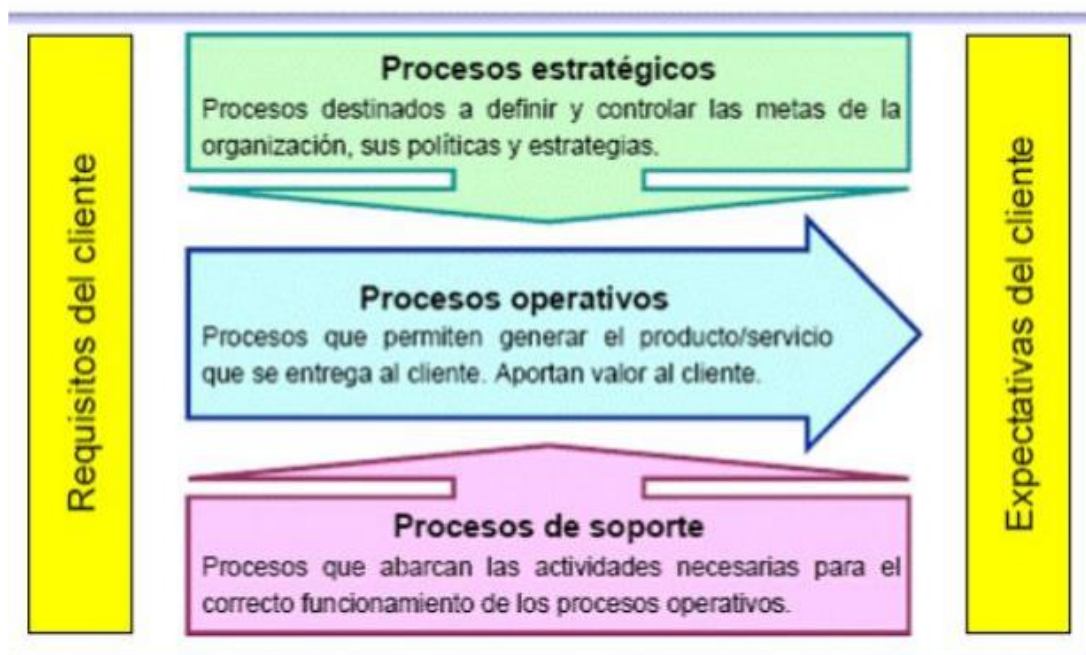 Requisitos del cliente
Procesos estratégicos
Procesos destinados a definir y controlar las metas de la
organización, sus políticas y estrategias.
Procesos operativos
Procesos que permiten generar el producto/servicio
que se entrega al cliente. Aportan valor al cliente.
Procesos de soporte
Procesos que abarcan las actividades necesarias para el
correcto funcionamiento de los procesos operativos.
Expectativas del cliente